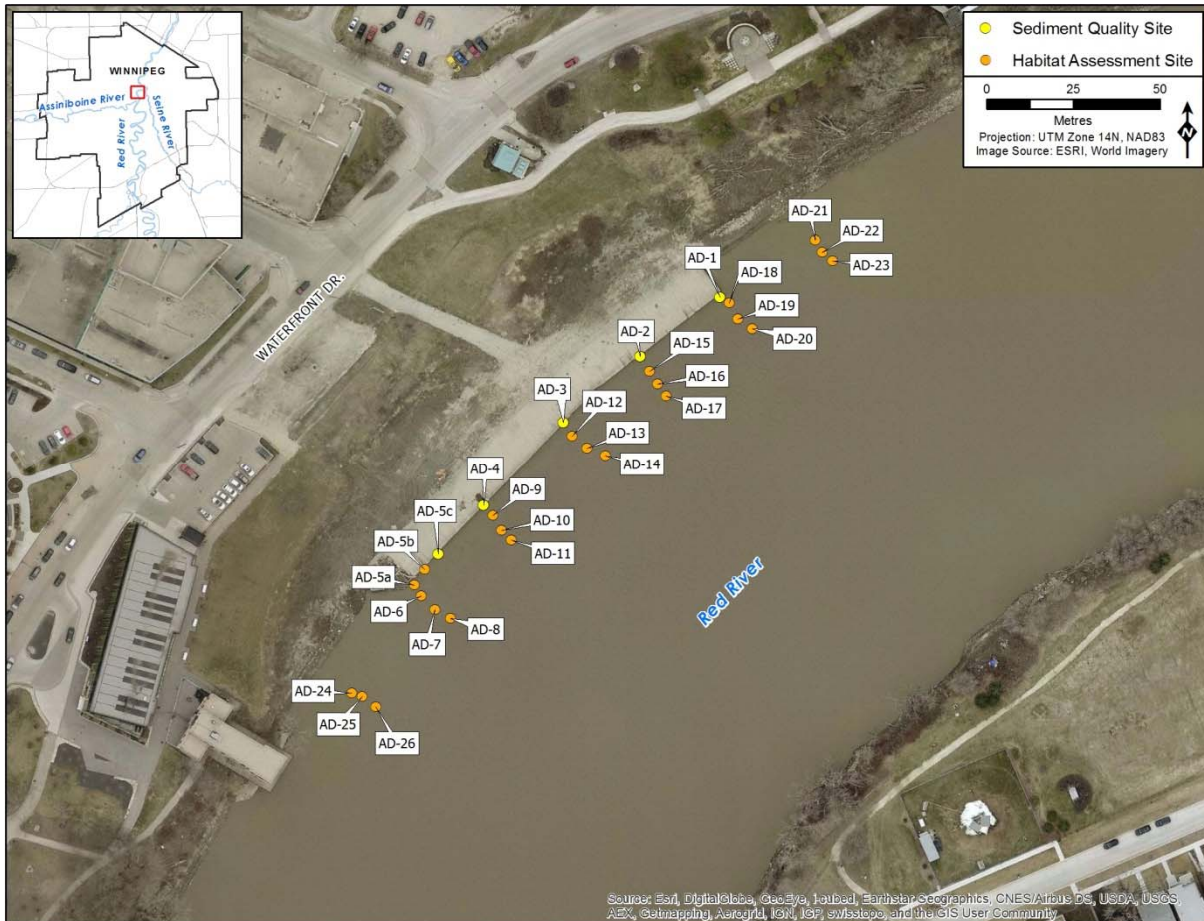 WINNIPEG
Assiniboine River
Seine River
Red River
Sediment Quality Site
Habitat Assessment Site
0 25 50
Metres
Projection: UTM Zone 14N, NAD83
Image Source: ESRI, World Imagery
N
WATERFRONT DR.
AD-21
AD-22
AD-23
AD-1
AD-18
AD-19
AD-20
AD-2
AD-15
AD-16
AD-17
AD-3
AD-12
AD-13
AD-14
AD-4
AD-9
AD-10
AD-11
AD-5c
AD-5b
AD-5a
AD-6
AD-7
AD-8
Red River
AD-24
AD-25
AD-26
Source: Esri, DigitalGlobe, GeoEye, i-cubed, Earthstar Geographics, CNES/Airbus DS, USDA, USGS,
AEX, Getmapping, Aerogrid, IGN, IGP, swisstopo, and the GIS User Community